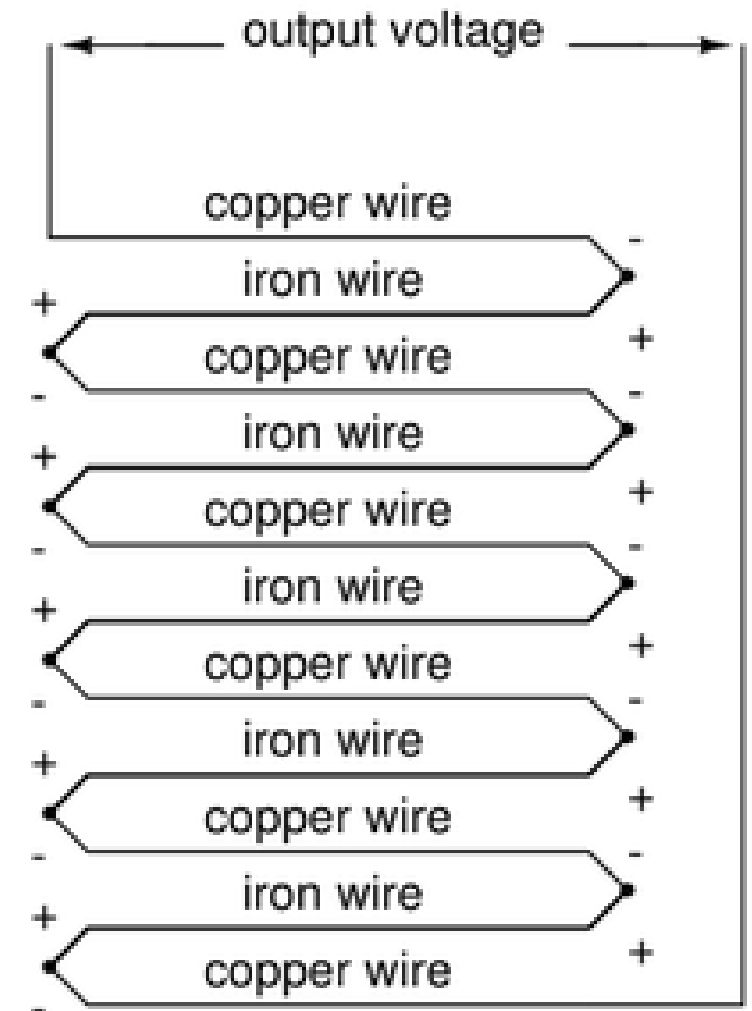 output voltage
copper wire
-
iron wire
+
+
copper wire
-
-
iron wire
+
+
copper wire
-
-
iron wire
+
+
copper wire
-
-
iron wire
+
+
copper wire
-
-
iron wire
+
+
copper wire
-